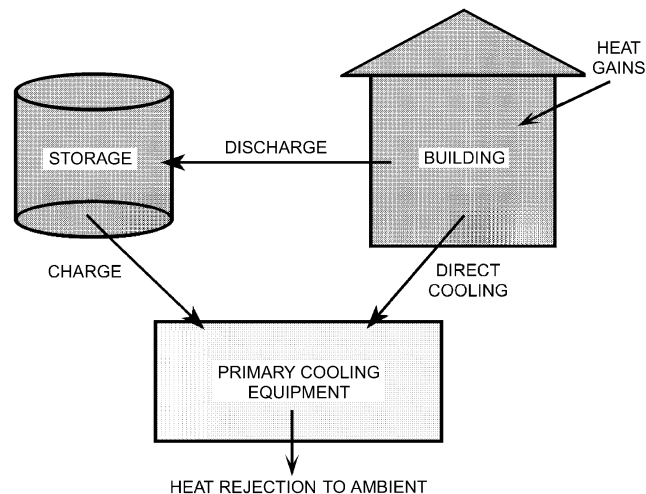 HEAT
GAINS
STORAGE
DISCHARGE
BUILDING
CHARGE
DIRECT
COOLING
PRIMARY COOLING
EQUIPMENT
HEAT REJECTION TO AMBIENT